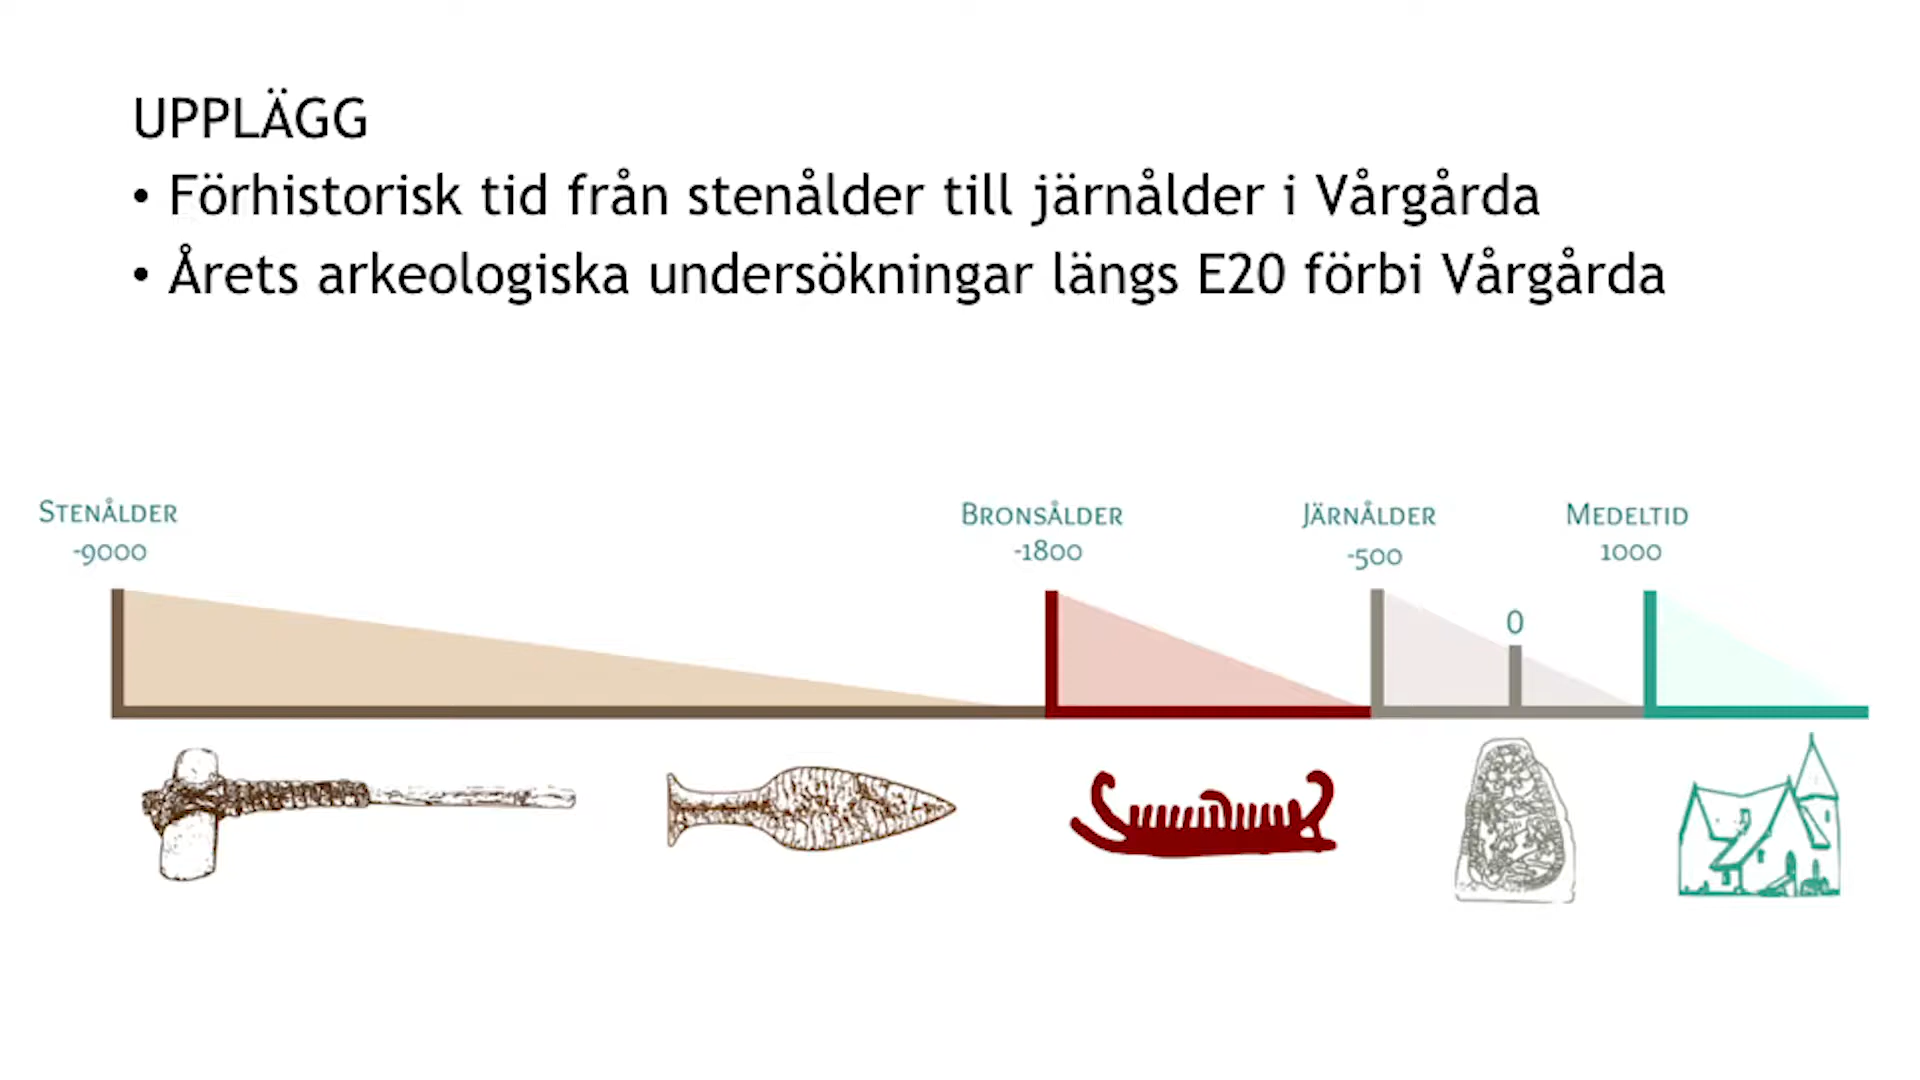 UPPLÄGG
• Förhistorisk tid från stenålder till järnålder i Vårgårda
• Årets arkeologiska undersökningar längs E20 förbi Vårgårda
Stenålder
-9000
Bronsålder
-1800
Järnålder
-500
0
Medeltid
1000